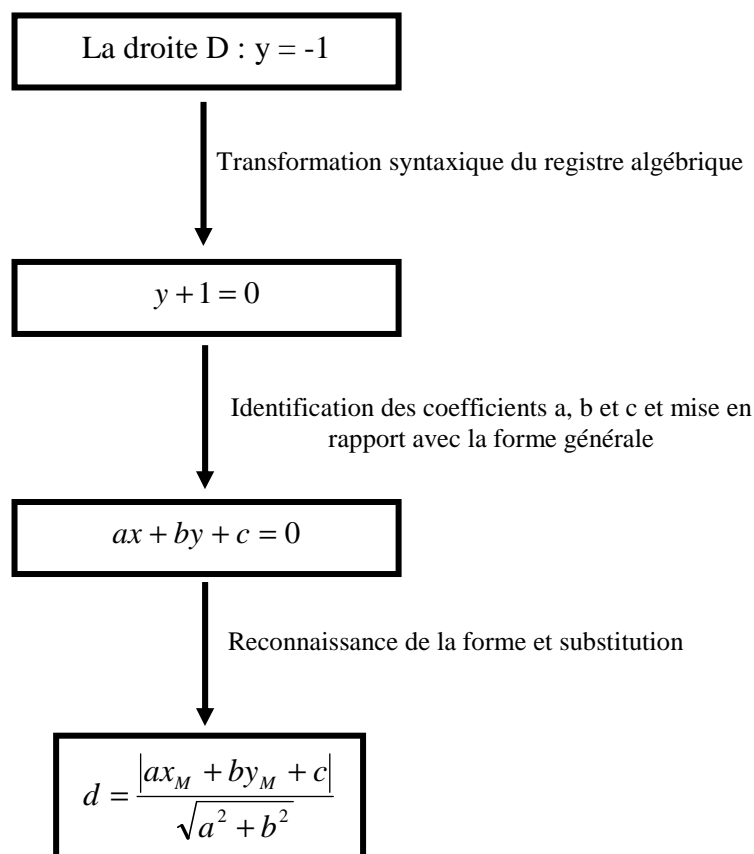 La droite D : y = -1
Transformation syntaxique du registre algébrique
y + 1 = 0
Identification des coefficients a, b et c et mise en
rapport avec la forme générale
ax + by + c = 0
Reconnaissance de la forme et substitution
d = |ax_M + by_M + c| / √(a² + b²)